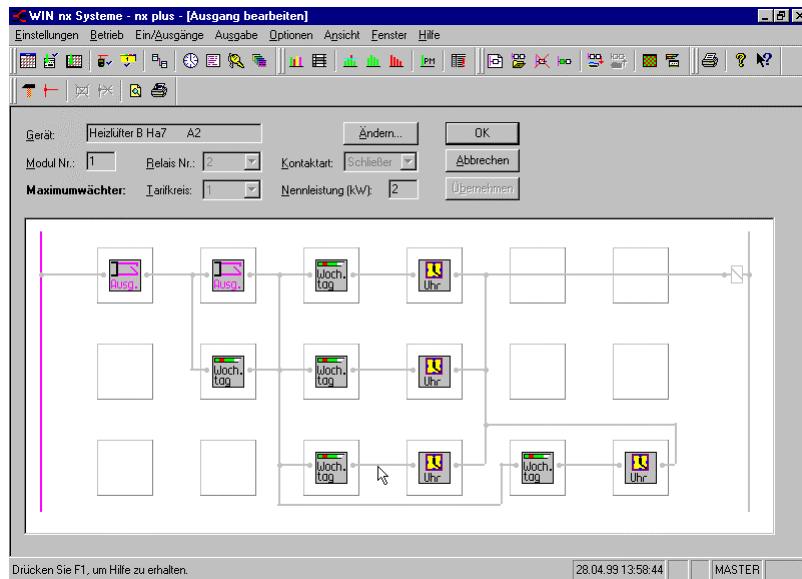 WIN nx Systeme - nx plus - [Ausgang bearbeiten]
Einstellungen Betrieb Ein/Ausgänge Ausgabe Optionen Ansicht Fenster Hilfe
Gerät: Heizlüfter B Ha7 A2 Ändern... OK
Modul Nr.: 1 Relais Nr.: 2 Kontaktart: Schließer Abbrechen
Maximumwächter: Tarifkreis: 1 Nennleistung (kW): 2 Übernehmen
Ausg. Ausg. Woch. tag Uhr
Woch. tag Woch. tag Uhr
Woch. tag Uhr Woch. tag Uhr
Drücken Sie F1, um Hilfe zu erhalten. 28.04.99 13:58:44 MASTER